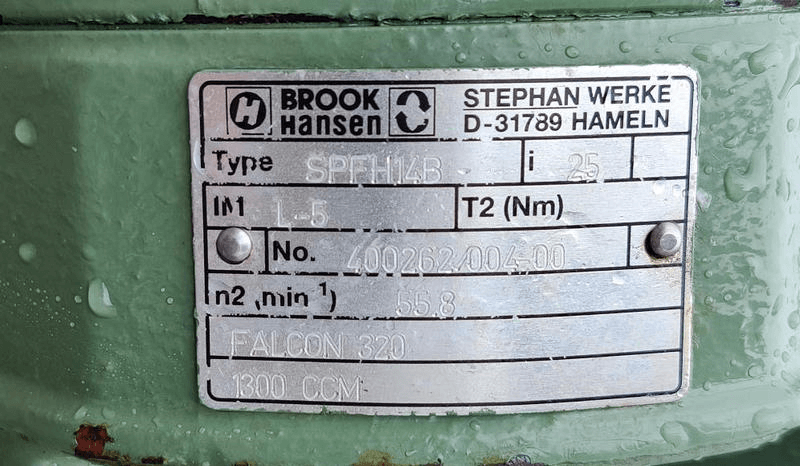 H BROOK Hansen
STEPHAN WERKE
D-31789 HAMELN
Type SPFH14B i 25
IM L-5 T2 (Nm)
No. 400262/004-00
n2 (min⁻¹) 55.8
FALCON 320
1300 CCM